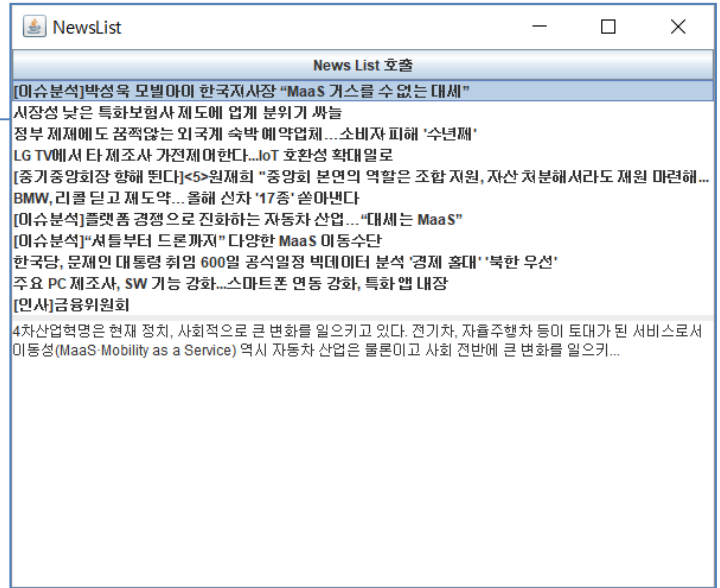 NewsList
News List 호출
[이슈분석]박성욱 모빌아이 한국지사장 “MaaS 거스를 수 없는 대세”
시장성 낮은 특화보험사 제도에 업계 분위기 싸늘
정부 제재에도 꿈쩍않는 외국계 숙박 예약업체…소비자 피해 '수년째'
LG TV에서 타 제조사 가전제어한다...IoT 호환성 확대일로
[중기중앙회장 향해 뛴다]<5>원재희 "중앙회 본연의 역할은 조합 지원, 자산 처분해서라도 재원 마련해...
BMW, 리콜 딛고 재도약… 올해 신차 '17종' 쏟아낸다
[이슈분석]플랫폼 경쟁으로 진화하는 자동차 산업…“대세는 MaaS”
[이슈분석]“셔틀부터 드론까지” 다양한 MaaS 이동수단
한국당, 문재인 대통령 취임 600일 공식일정 빅데이터 분석 '경제 홀대' '북한 우선'
주요 PC 제조사, SW 기능 강화...스마트폰 연동 강화, 특화 앱 내장
[인사]금융위원회
4차산업혁명은 현재 정치, 사회적으로 큰 변화를 일으키고 있다. 전기차, 자율주행차 등이 토대가 된 서비스로서
이동성(MaaS·Mobility as a Service) 역시 자동차 산업은 물론이고 사회 전반에 큰 변화를 일으키...